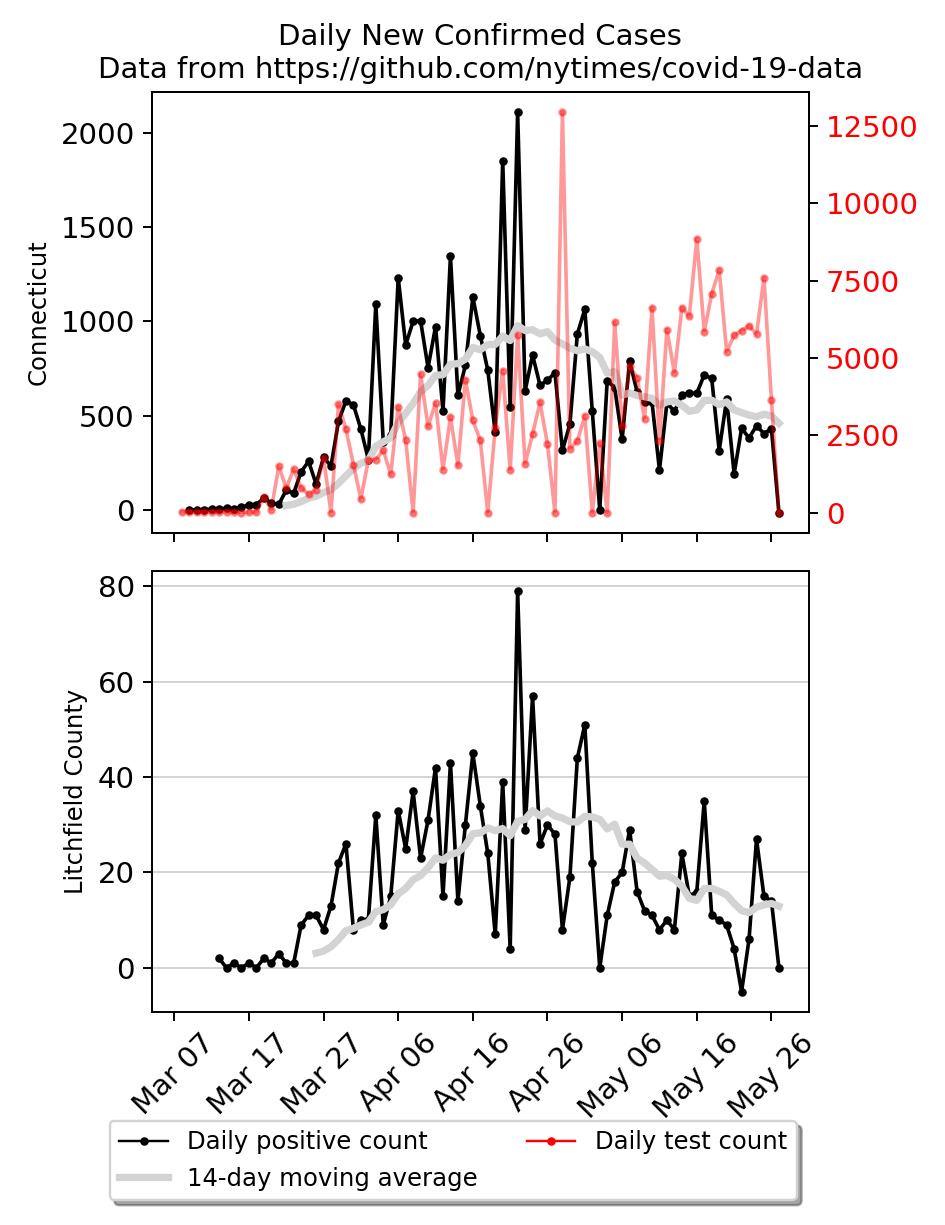 Daily New Confirmed Cases
Data from https://github.com/nytimes/covid-19-data
Connecticut
2000
1500
1000
500
0
12500
10000
7500
5000
2500
0
Litchfield County
80
60
40
20
0
Mar 07
Mar 17
Mar 27
Apr 06
Apr 16
Apr 26
May 06
May 16
May 26
Daily positive count
Daily test count
14-day moving average